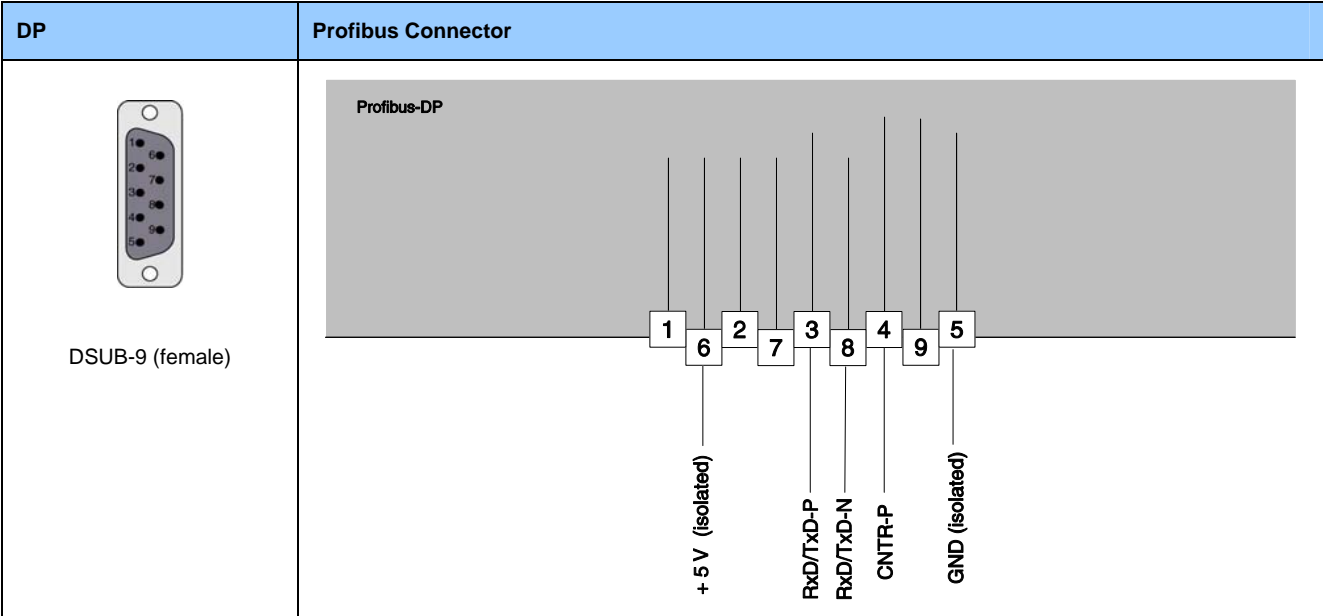 DP
Profibus Connector
1
6
2
7
3
8
4
9
5
DSUB-9 (female)
Profibus-DP
1
6
2
7
3
8
4
9
5
+ 5 V (isolated)
RxD/TxD-P
RxD/TxD-N
CNTR-P
GND (isolated)